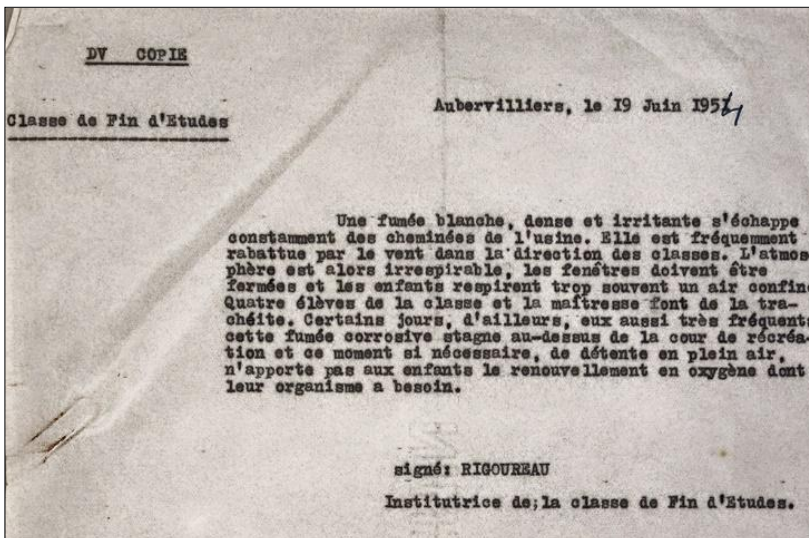 DV COPIE
Aubervilliers, le 19 Juin 1954
Classe de Fin d'Etudes
Une fumée blanche, dense et irritante s'échappe
constamment des cheminées de l'usine. Elle est fréquemment
rabattue par le vent dans la direction des classes. L'atmos
phère est alors irrespirable, les fenêtres doivent être
fermées et les enfants respirent trop souvent un air confiné
Quatre élèves de la classe et la maîtresse font de la tra-
chéite. Certains jours, d'ailleurs, eux aussi très fréquents
cette fumée corrosive stagne au-dessus de la cour de récréa-
tion et ce moment si nécessaire, de détente en plein air,
n'apporte pas aux enfants le renouvellement en oxygène dont
leur organisme a besoin.
signé: RIGOUREAU
Institutrice de;la classe de Fin d'Etudes.